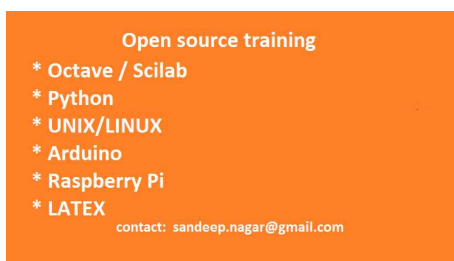 Open source training
* Octave / Scilab
* Python
* UNIX/LINUX
* Arduino
* Raspberry Pi
* LATEX
contact: sandeep.nagar@gmail.com